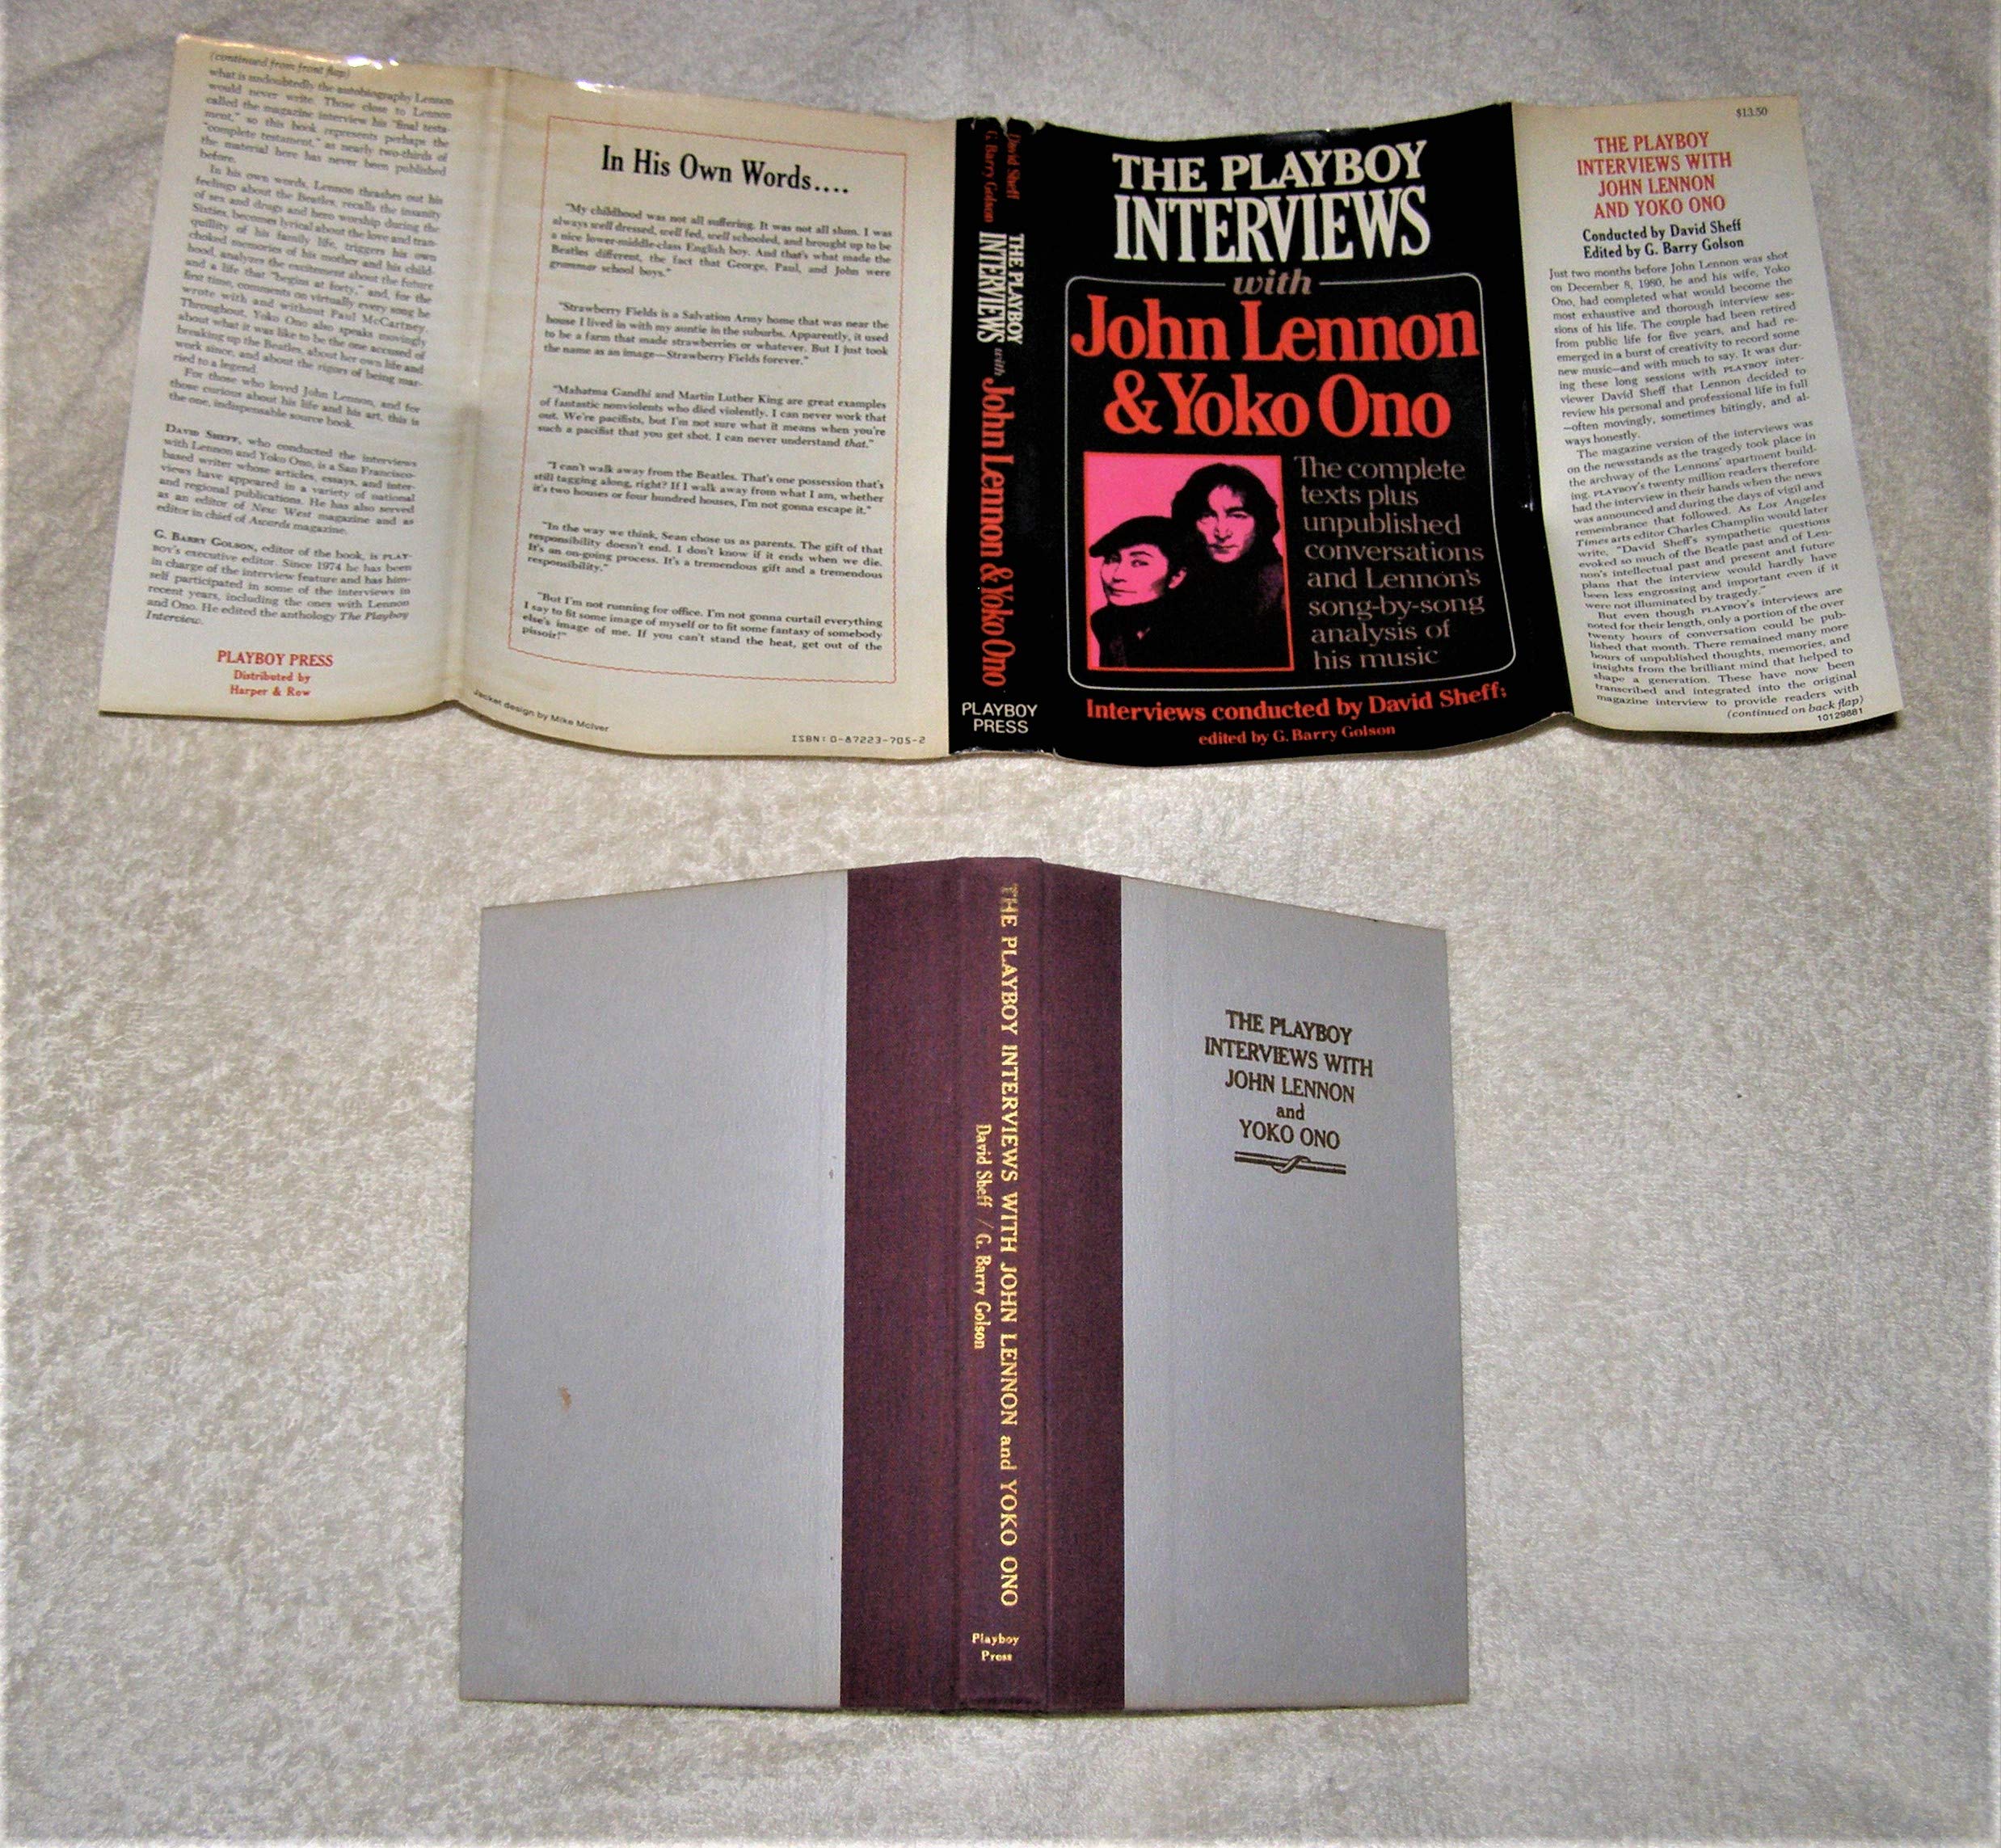 (continued from front flap)
what is undoubtedly the autobiography Lennon
would never write. Those close to Lennon
called the magazine interview his "final testa-
ment," so this book represents perhaps the
"complete testament," as nearly two-thirds of
the material here has never been published
before.
In his own words, Lennon thrashes out his
feelings about the Beatles, recalls the insanity
of sex and drugs and hero worship during the
Sixties, becomes lyrical about the love and tran-
quillity of his family life, triggers his own
choked memories of his mother and his child-
hood, analyzes the excitement about the future
and a life that "begins at forty," and, for the
first time, comments on virtually every song he
wrote with and without Paul McCartney.
Throughout, Yoko Ono also speaks movingly
about what it was like to be the one accused of
breaking up the Beatles, about her own life and
work since, and about the rigors of being mar-
ried to a legend.
For those who loved John Lennon, and for
those curious about his life and his art, this is
the one, indispensable source book.
DAVID SHEFF, who conducted the interviews
with Lennon and Yoko Ono, is a San Francisco-
based writer whose articles, essays, and inter-
views have appeared in a variety of national
and regional publications. He has also served
as an editor of New West magazine and as
editor in chief of Ascords magazine.
G. BARRY GOLSON, editor of the book, is PLAY-
BOY's executive editor. Since 1974 he has been
in charge of the interview feature and has him-
self participated in some of the interviews in
recent years, including the ones with Lennon
and Ono. He edited the anthology The Playboy
Interview.
PLAYBOY PRESS
Distributed by
Harper & Row
In His Own Words....
"My childhood was not all suffering. It was not all slum. I was
always well dressed, well fed, well schooled, and brought up to be
a nice lower-middle-class English boy. And that's what made the
Beatles different, the fact that George, Paul, and John were
grammar school boys."
"Strawberry Fields is a Salvation Army home that was near the
house I lived in with my auntie in the suburbs. Apparently, it used
to be a farm that made strawberries or whatever. But I just took
the name as an image—Strawberry Fields forever."
"Mahatma Gandhi and Martin Luther King are great examples
of fantastic nonviolents who died violently. I can never work that
out. We're pacifists, but I'm not sure what it means when you're
such a pacifist that you get shot. I can never understand that."
"I can't walk away from the Beatles. That's one possession that's
still tagging along, right? If I walk away from what I am, whether
it's two houses or four hundred houses, I'm not gonna escape it."
"In the way we think, Sean chose us as parents. The gift of that
responsibility doesn't end. I don't know if it ends when we die.
It's an on-going process. It's a tremendous gift and a tremendous
responsibility."
"But I'm not running for office. I'm not gonna curtail everything
I say to fit some image of myself or to fit some fantasy of somebody
else's image of me. If you can't stand the heat, get out of the
pissoir!"
Jacket design by Mike McIver
ISBN: 0-87223-705-2
David Sheff
G. Barry Golson
THE PLAYBOY
INTERVIEWS
with
John Lennon & Yoko Ono
PLAYBOY
PRESS
THE PLAYBOY
INTERVIEWS
with
John Lennon
& Yoko Ono
The complete
texts plus
unpublished
conversations
and Lennon's
song-by-song
analysis of
his music
Interviews conducted by David Sheff;
edited by G. Barry Golson
$13.50
THE PLAYBOY
INTERVIEWS WITH
JOHN LENNON
AND YOKO ONO
Conducted by David Sheff
Edited by G. Barry Golson
Just two months before John Lennon was shot
on December 8, 1980, he and his wife, Yoko
Ono, had completed what would become the
most exhaustive and thorough interview ses-
sions of his life. The couple had been retired
from public life for five years, and had re-
emerged in a burst of creativity to record some
new music—and with much to say. It was dur-
ing these long sessions with PLAYBOY inter-
viewer David Sheff that Lennon decided to
review his personal and professional life in full
—often movingly, sometimes bitingly, and al-
ways honestly.
The magazine version of the interviews was
on the newsstands as the tragedy took place in
the archway of the Lennons' apartment build-
ing. PLAYBOY's twenty million readers therefore
had the interview in their hands when the news
was announced and during the days of vigil and
remembrance that followed. As Los Angeles
Times arts editor Charles Champlin would later
write, "David Sheff's sympathetic questions
evoked so much of the Beatle past and of Len-
non's intellectual past and present and future
plans that the interview would hardly have
been less engrossing and important even if it
were not illuminated by tragedy."
But even though PLAYBOY's interviews are
noted for their length, only a portion of the over
twenty hours of conversation could be pub-
lished that month. There remained many more
hours of unpublished thoughts, memories, and
insights from the brilliant mind that helped to
shape a generation. These have now been
transcribed and integrated into the original
magazine interview to provide readers with
(continued on back flap)
10129881
THE PLAYBOY INTERVIEWS WITH JOHN LENNON and YOKO ONO
David Sheff / G. Barry Golson
Playboy
Press
THE PLAYBOY
INTERVIEWS WITH
JOHN LENNON
and
YOKO ONO